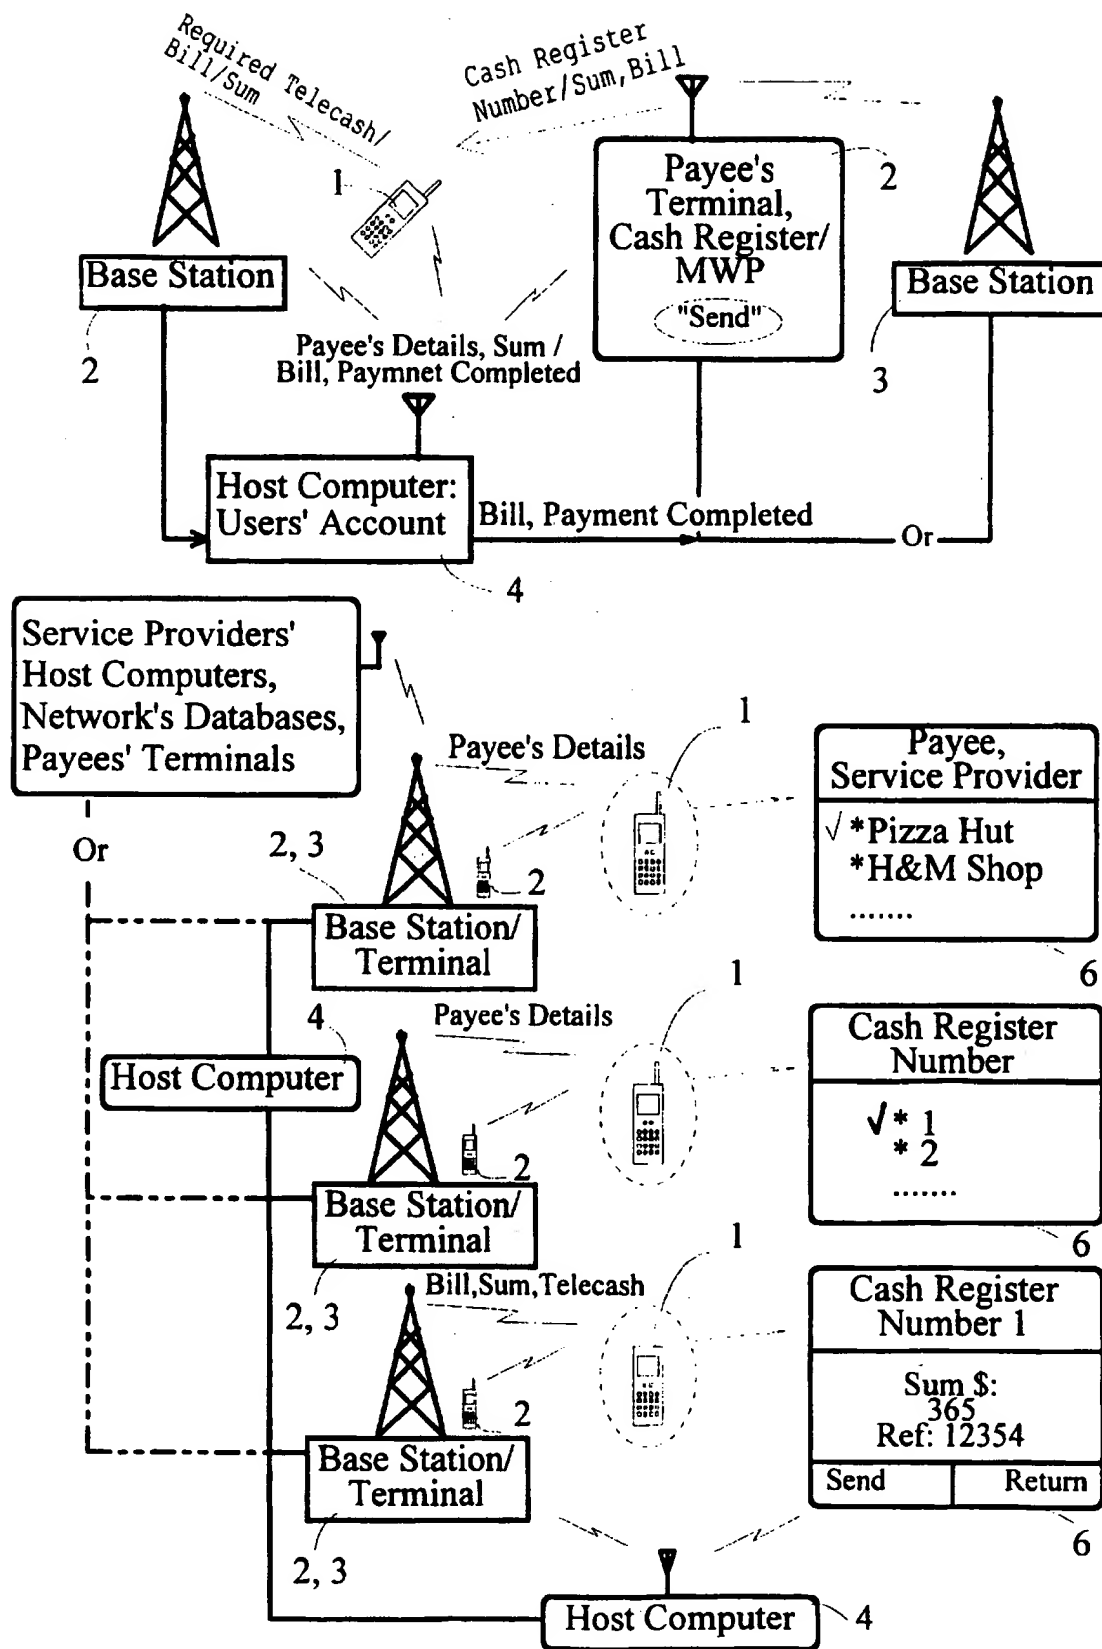 Required Telecash/
Bill/Sum
Cash Register
Number/Sum,Bill
1
Payee's
Terminal,
Cash Register/
MWP
"Send"
2
Base Station
2
Base Station
3
Payee's Details, Sum /
Bill, Paymnet Completed
Host Computer:
Users' Account
4
Bill, Payment Completed
Or
Service Providers'
Host Computers,
Network's Databases,
Payees' Terminals
Or
Payee's Details
1
2, 3
2
Base Station/
Terminal
Payee,
Service Provider
√ *Pizza Hut
*H&M Shop
.......
6
4
Host Computer
Payee's Details
1
2
Base Station/
Terminal
2, 3
Cash Register
Number
√ * 1
* 2
.......
6
Bill,Sum,Telecash
1
2
Base Station/
Terminal
2, 3
Cash Register
Number 1
Sum $:
365
Ref: 12354
Send Return
6
Host Computer
4